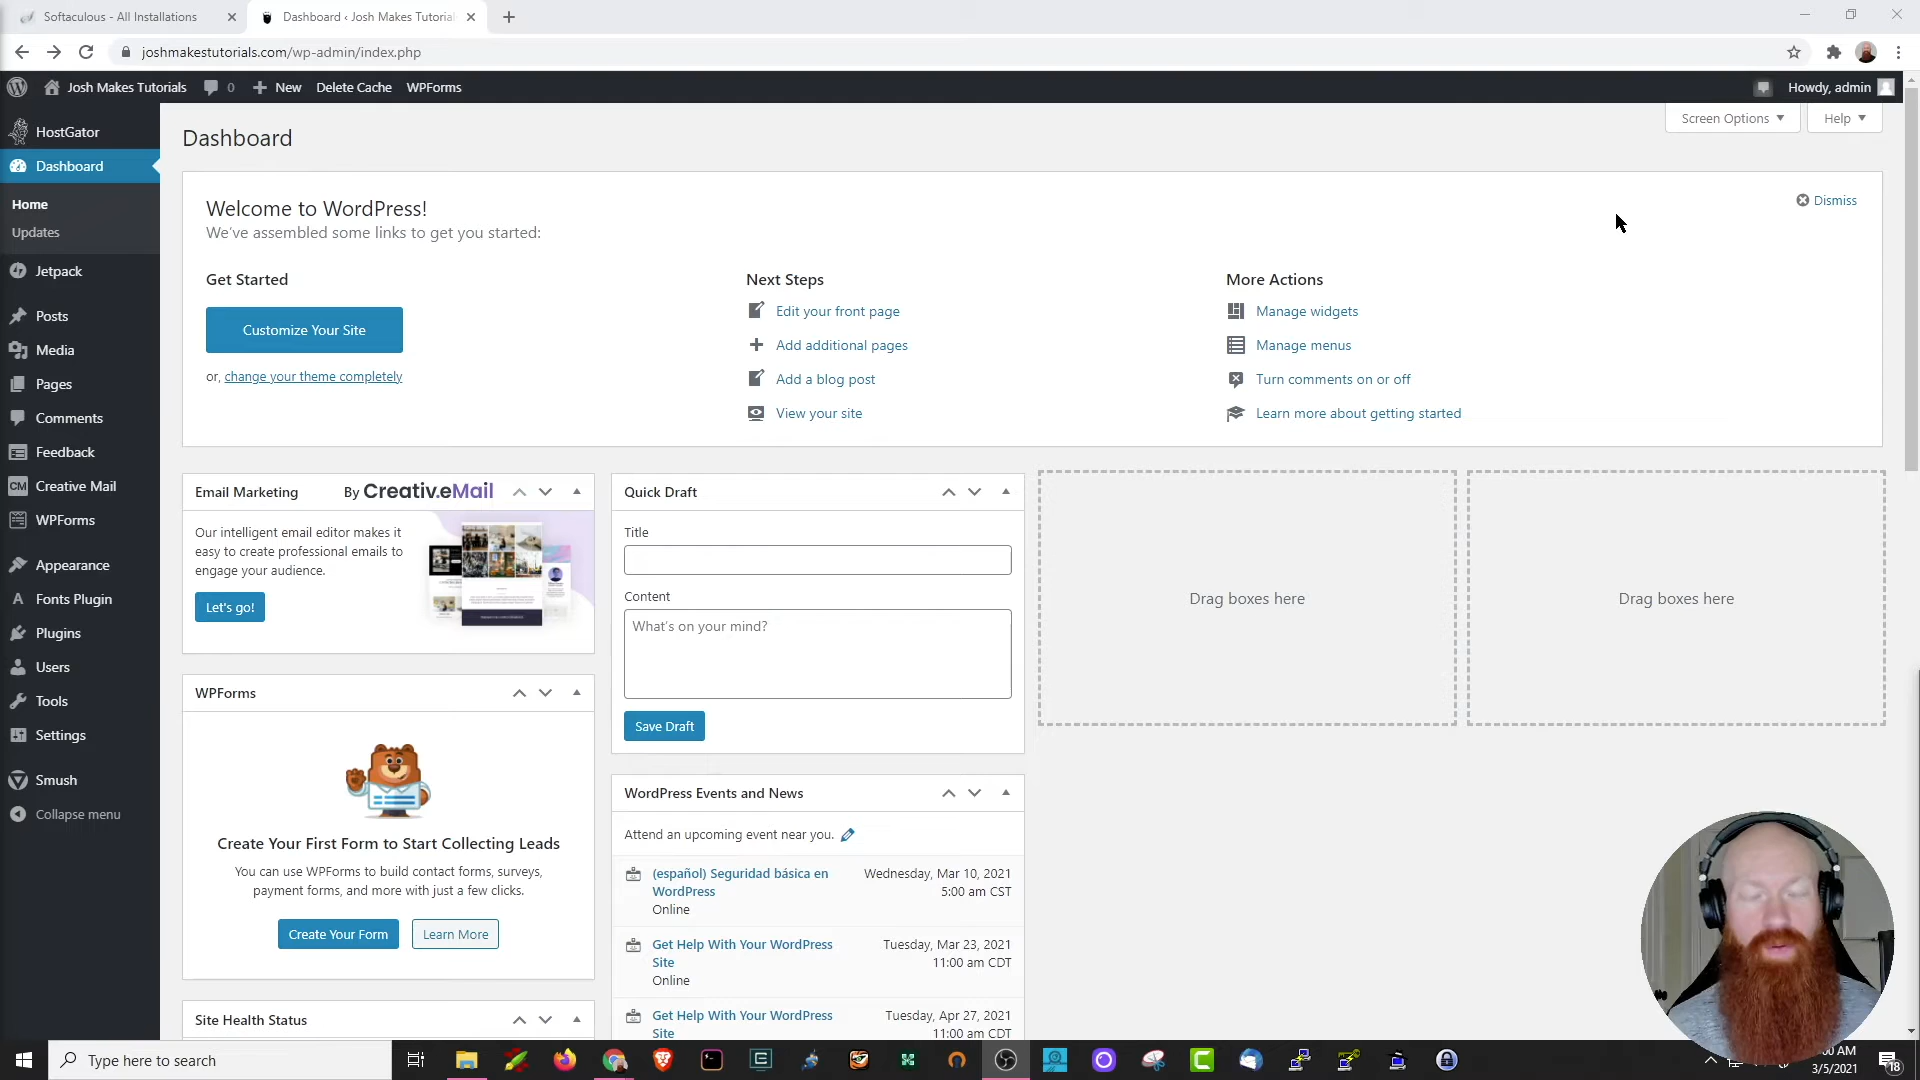 Softaculous - All Installations
Dashboard ‹ Josh Makes Tutorial
joshmakestutorials.com/wp-admin/index.php
Josh Makes Tutorials
0
New
Delete Cache
WPForms
Howdy, admin
HostGator
Dashboard
Home
Updates
Jetpack
Posts
Media
Pages
Comments
Feedback
CM
Creative Mail
WPForms
Appearance
Fonts Plugin
Plugins
Users
Tools
Settings
Smush
Collapse menu
Screen Options
Help
Dashboard
Welcome to WordPress!
We've assembled some links to get you started:
Dismiss
Get Started
Customize Your Site
or, change your theme completely
Next Steps
Edit your front page
Add additional pages
Add a blog post
View your site
More Actions
Manage widgets
Manage menus
Turn comments on or off
Learn more about getting started
Email Marketing
By Creativ.eMail
Our intelligent email editor makes it
easy to create professional emails to
engage your audience.
Let's go!
WPForms
Create Your First Form to Start Collecting Leads
You can use WPForms to build contact forms, surveys,
payment forms, and more with just a few clicks.
Create Your Form
Learn More
Site Health Status
Quick Draft
Title
Content
What's on your mind?
Save Draft
WordPress Events and News
Attend an upcoming event near you.
(español) Seguridad básica en
WordPress
Online
Wednesday, Mar 10, 2021
5:00 am CST
Get Help With Your WordPress
Site
Online
Tuesday, Mar 23, 2021
11:00 am CDT
Get Help With Your WordPress
Site
Tuesday, Apr 27, 2021
11:00 am CDT
Drag boxes here
Drag boxes here
Type here to search
AM
3/5/2021
18